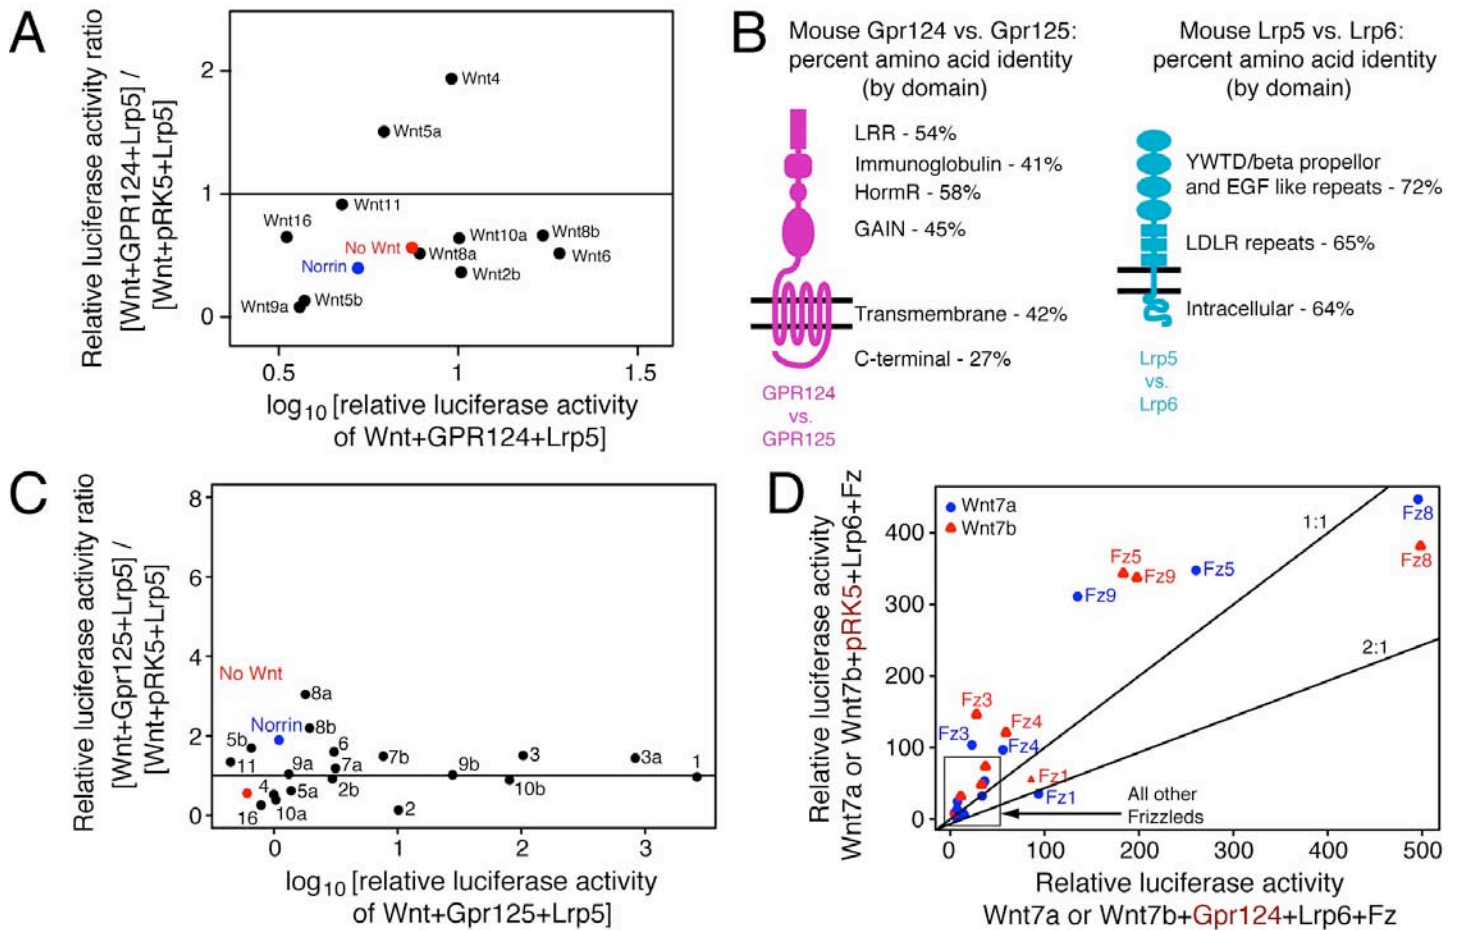 A
Relative luciferase activity ratio
[Wnt+GPR124+Lrp5] /
[Wnt+pRK5+Lrp5]
2
1
0
Wnt4
Wnt5a
Wnt11
Wnt16
No Wnt
Wnt10a
Wnt8b
Wnt8a
Wnt6
Norrin
Wnt2b
Wnt5b
Wnt9a
0.5
1
1.5
log10 [relative luciferase activity
of Wnt+GPR124+Lrp5]
B
Mouse Gpr124 vs. Gpr125:
percent amino acid identity
(by domain)
LRR - 54%
Immunoglobulin - 41%
HormR - 58%
GAIN - 45%
Transmembrane - 42%
C-terminal - 27%
GPR124
vs.
GPR125
Mouse Lrp5 vs. Lrp6:
percent amino acid identity
(by domain)
YWTD/beta propellor
and EGF like repeats - 72%
LDLR repeats - 65%
Intracellular - 64%
Lrp5
vs.
Lrp6
C
Relative luciferase activity ratio
[Wnt+Gpr125+Lrp5] /
[Wnt+pRK5+Lrp5]
8
6
4
2
0
No Wnt
8a
Norrin
8b
5b
6
11
9a
7a
7b
9b
3
3a
1
4
5a
2b
10b
16
10a
2
0
1
2
3
log10 [relative luciferase activity
of Wnt+Gpr125+Lrp5]
D
Relative luciferase activity
Wnt7a or Wnt7b+pRK5+Lrp6+Fz
400
300
200
100
0
Wnt7a
Wnt7b
1:1
2:1
Fz8
Fz8
Fz5
Fz9
Fz5
Fz9
Fz3
Fz4
Fz3
Fz4
Fz1
Fz1
All other
Frizzleds
0
100
200
300
400
500
Relative luciferase activity
Wnt7a or Wnt7b+Gpr124+Lrp6+Fz